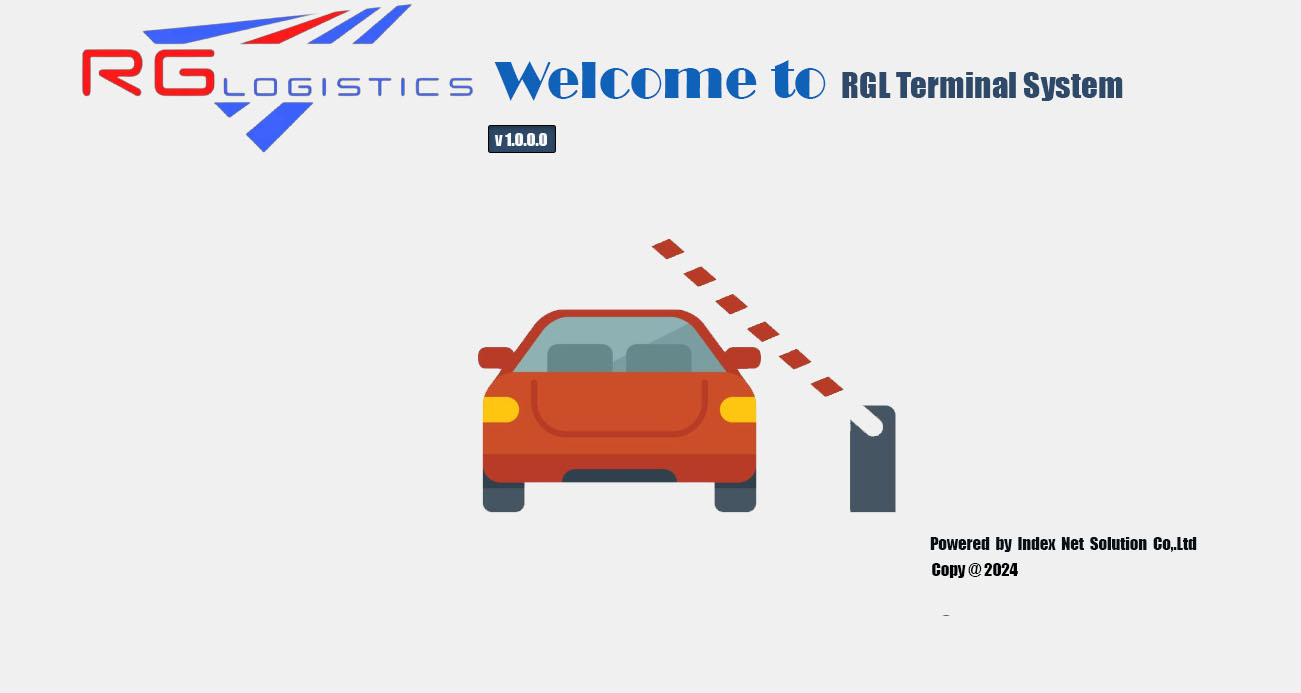 RG LOGISTICS
Welcome to RGL Terminal System
v 1.0.0.0
Powered by Index Net Solution Co,.Ltd
Copy @ 2024